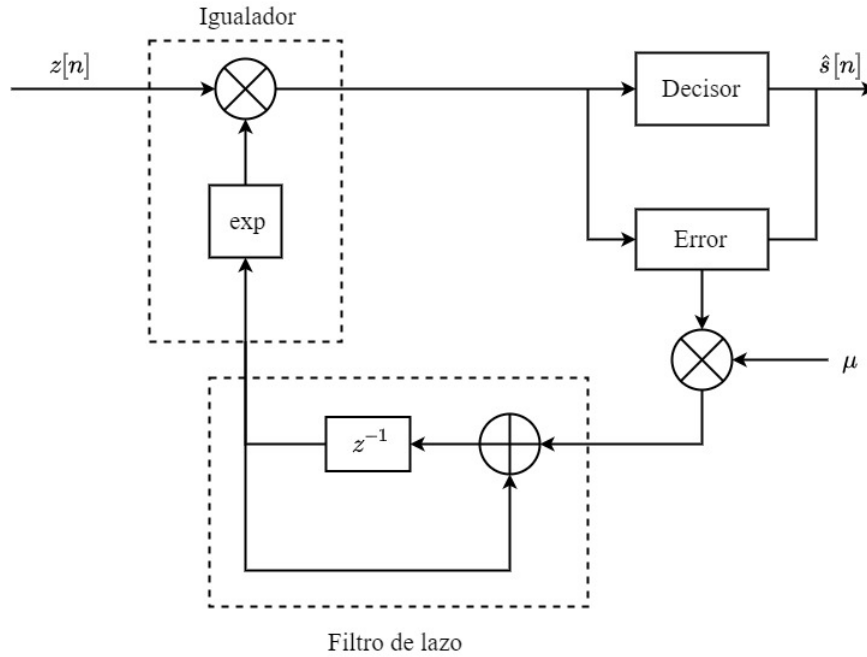 Igualador
z[n]
ŝ[n]
Decisor
exp
Error
μ
z⁻¹
Filtro de lazo